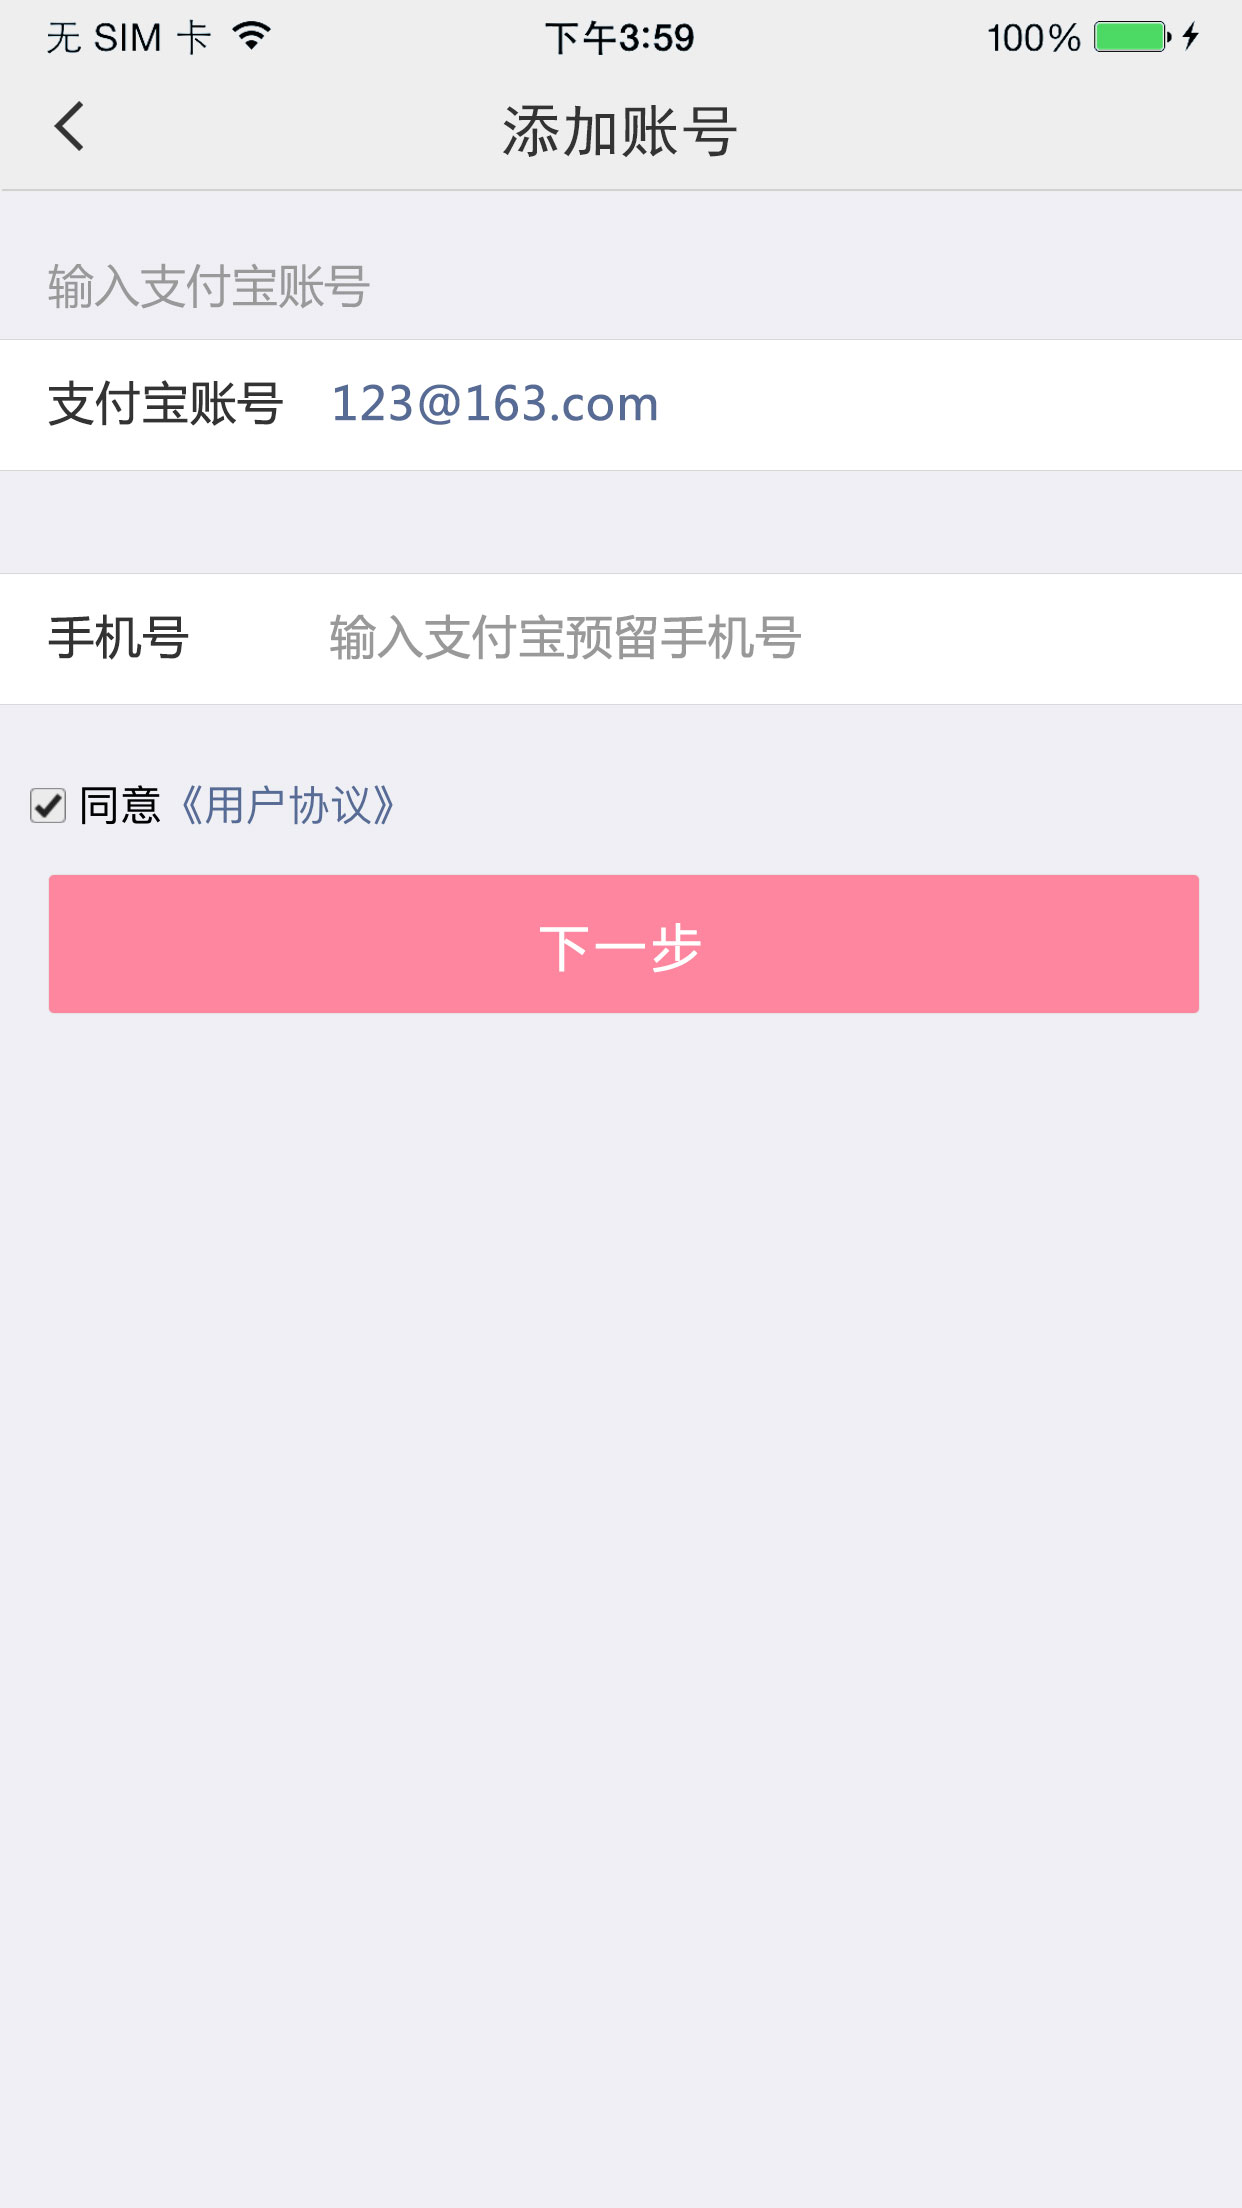 无 SIM 卡 下午3:59 100%
添加账号
输入支付宝账号
支付宝账号 123@163.com
手机号 输入支付宝预留手机号
同意《用户协议》
下一步